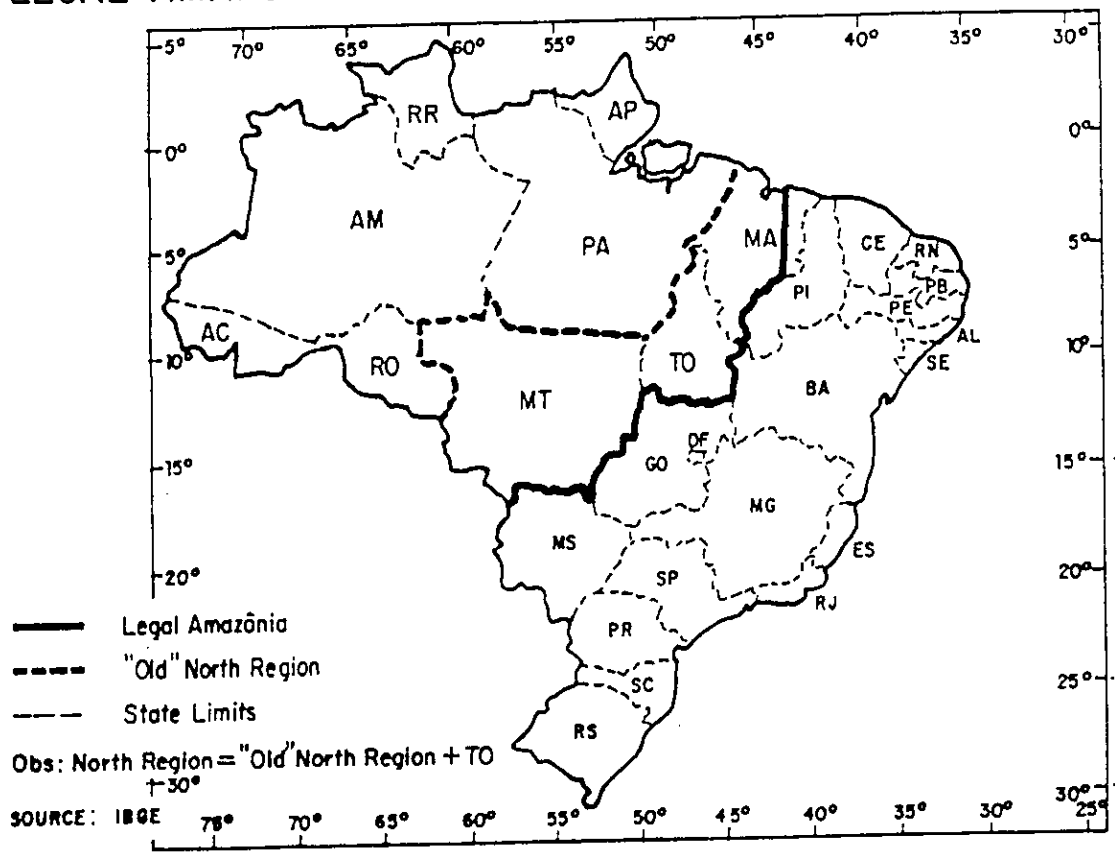 70° 65° 60° 55° 50° 45° 40° 35° 30°
5°
RR AP
0° 0°
AM PA MA CE
RN
5° 5°
PI PB
PE
AC AL
10° RO TO 10°
SE
MT BA
DF
15° GO 15°
MG
MS ES
20° SP 20°
RJ
Legal Amazônia
PR
"Old" North Region
SC 25°
State Limits
RS
Obs: North Region = "Old" North Region + TO
30° 30°
SOURCE: IBGE
70° 65° 60° 55° 50° 45° 40° 35° 30° 25°